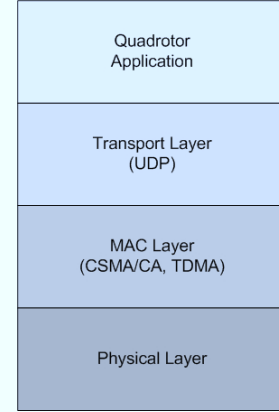 Quadrotor
Application
Transport Layer
(UDP)
MAC Layer
(CSMA/CA, TDMA)
Physical Layer